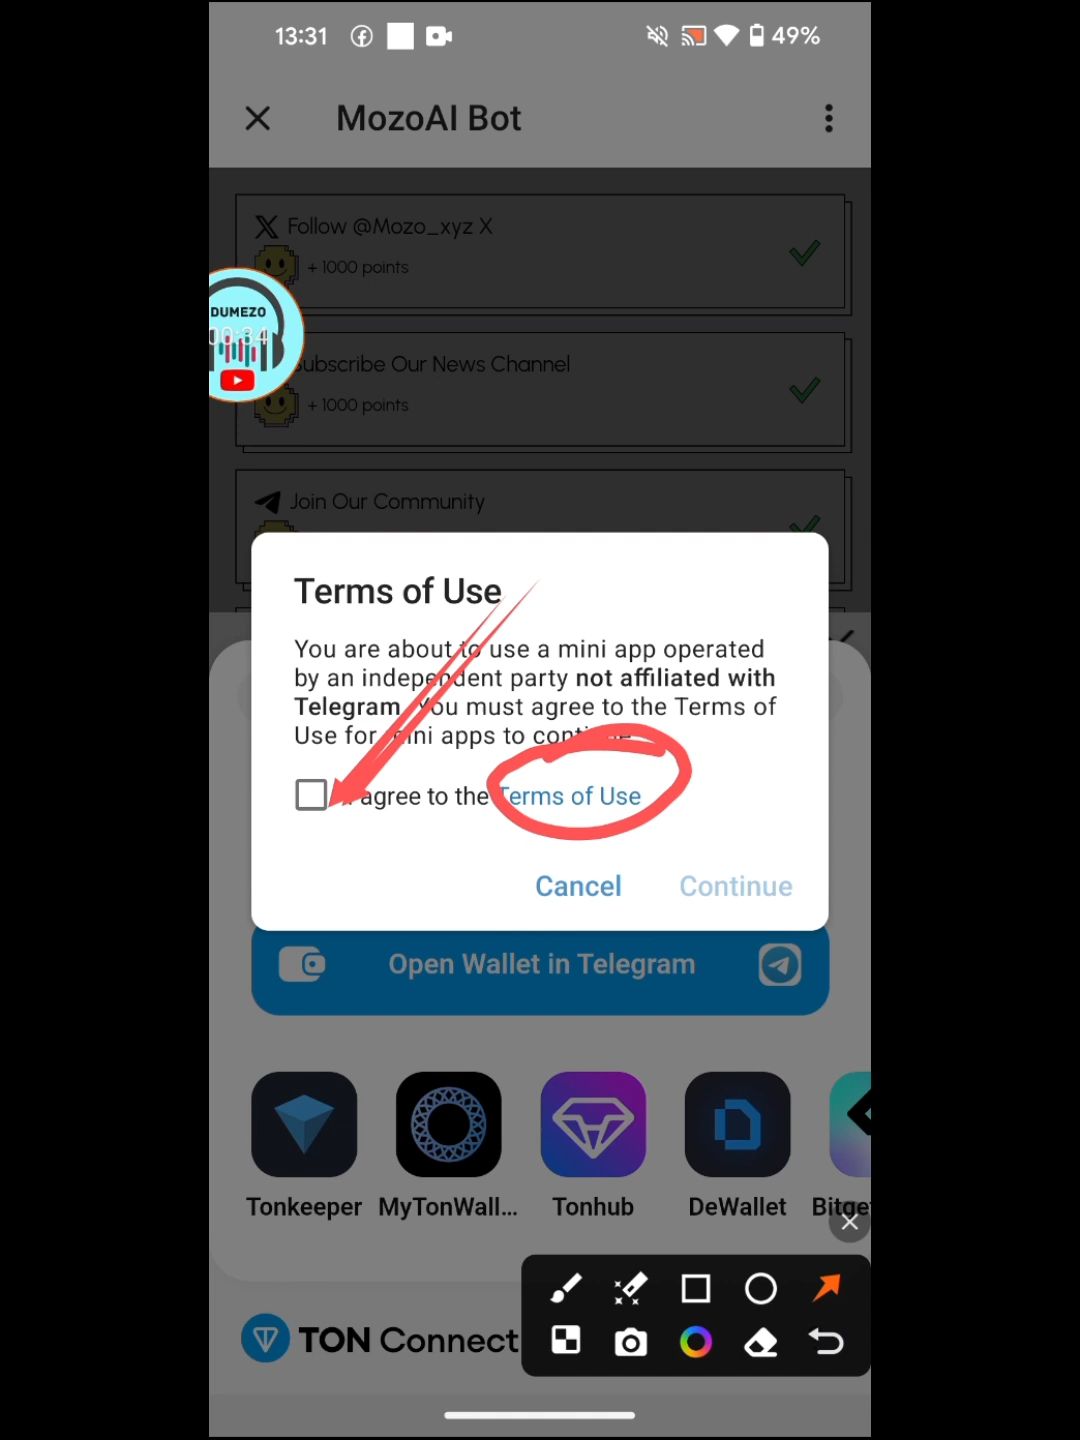 13:31
49%
MozoAI Bot
Follow @Mozo_xyz X
+ 1000 points
DUMEZO
00:34
Subscribe Our News Channel
+ 1000 points
Join Our Community
Terms of Use
You are about to use a mini app operated
by an independent party not affiliated with
Telegram. You must agree to the Terms of
Use for mini apps to continue.
I agree to the Terms of Use
Cancel
Continue
Open Wallet in Telegram
Tonkeeper
MyTonWall...
Tonhub
DeWallet
Bitge
TON Connect